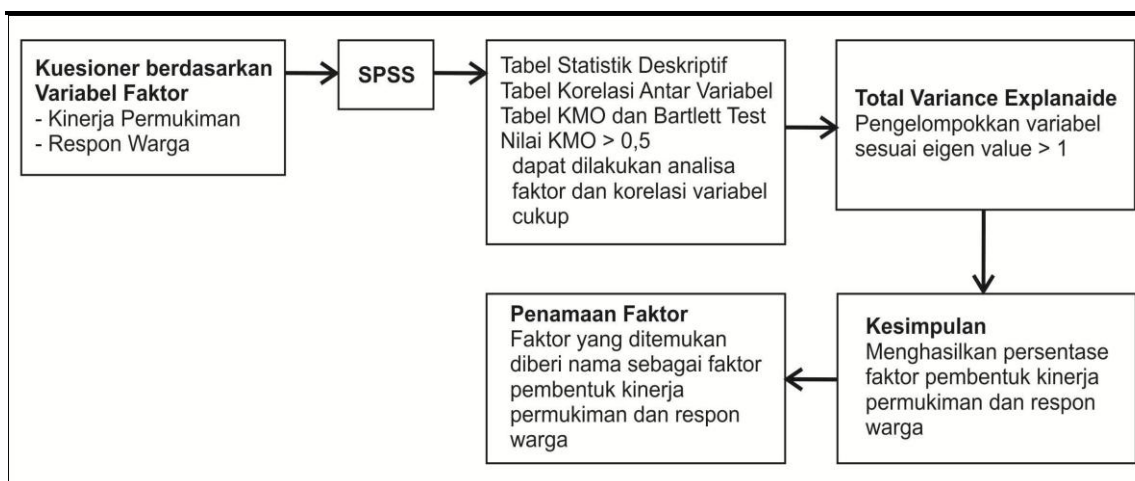 Kuesioner berdasarkan
Variabel Faktor
- Kinerja Permukiman
- Respon Warga
SPSS
Tabel Statistik Deskriptif
Tabel Korelasi Antar Variabel
Tabel KMO dan Bartlett Test
Nilai KMO > 0,5
dapat dilakukan analisa
faktor dan korelasi variabel
cukup
Total Variance Explanaide
Pengelompokkan variabel
sesuai eigen value > 1
Kesimpulan
Menghasilkan persentase
faktor pembentuk kinerja
permukiman dan respon
warga
Penamaan Faktor
Faktor yang ditemukan
diberi nama sebagai faktor
pembentuk kinerja
permukiman dan respon
warga